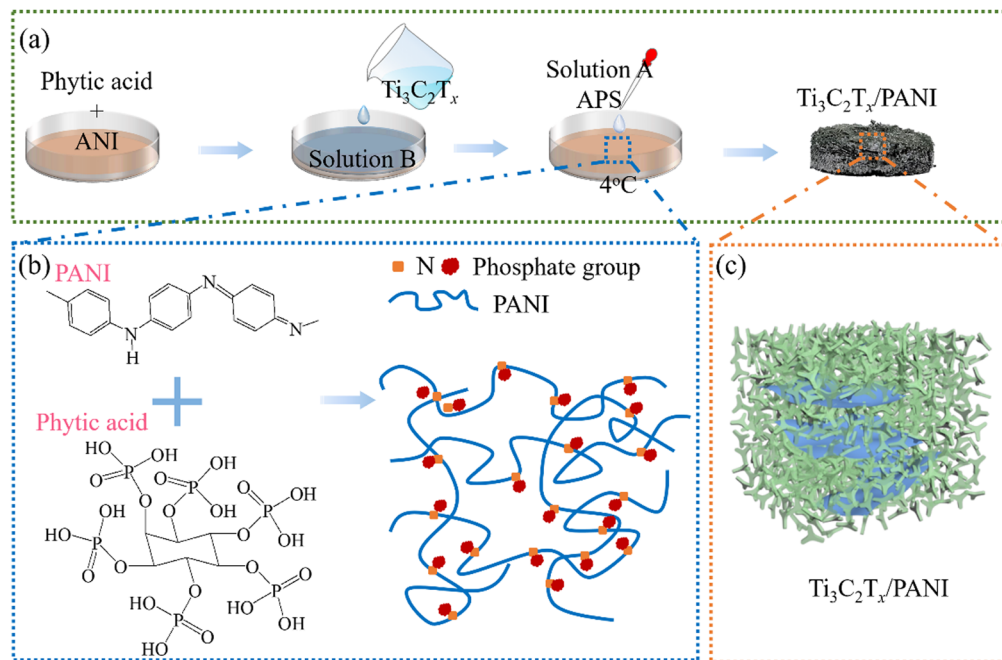 (a)
Phytic acid
+
ANI
Ti₃C₂Tₓ
Solution B
Solution A
APS
4°C
Ti₃C₂Tₓ/PANI
(b)
PANI
N
N
H
N
N Phosphate group
PANI
+
Phytic acid
HO OH
P
O
O
OH
O
P
OH
O
OH
OH
P
O
O
OH
OH
P
O
O
O
P
O
OH
HO
O
P
O
HO
HO
(c)
Ti₃C₂Tₓ/PANI